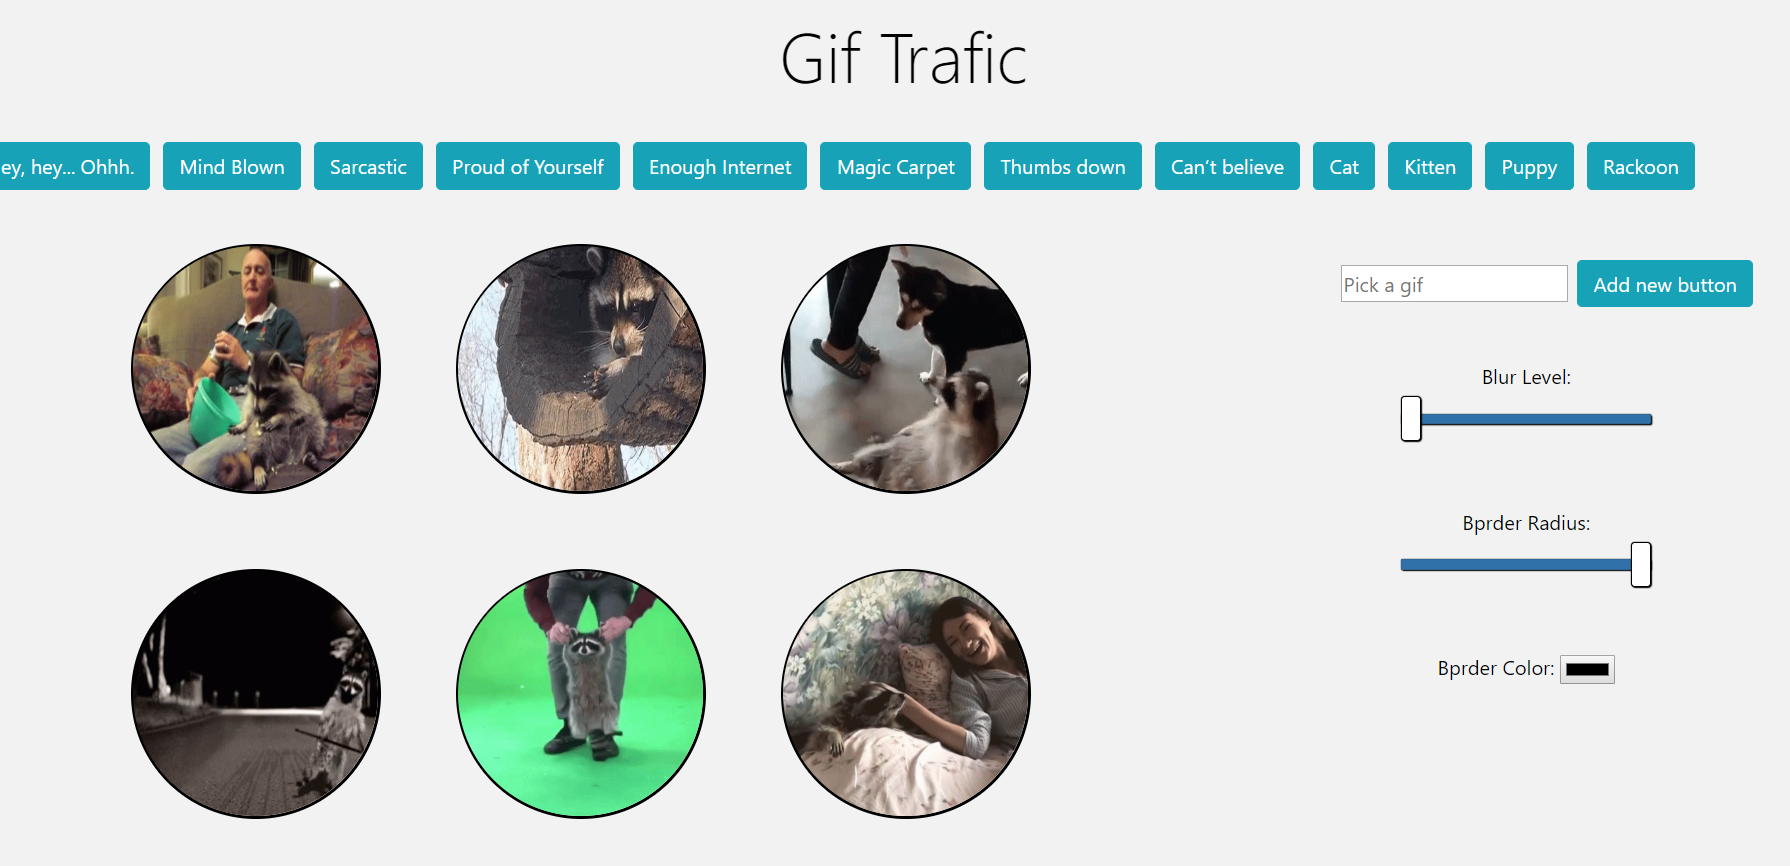 Gif Trafic
ey, hey... Ohhh. Mind Blown Sarcastic Proud of Yourself Enough Internet Magic Carpet Thumbs down Can't believe Cat Kitten Puppy Rackoon
Pick a gif Add new button
Blur Level:
Bprder Radius:
Bprder Color: